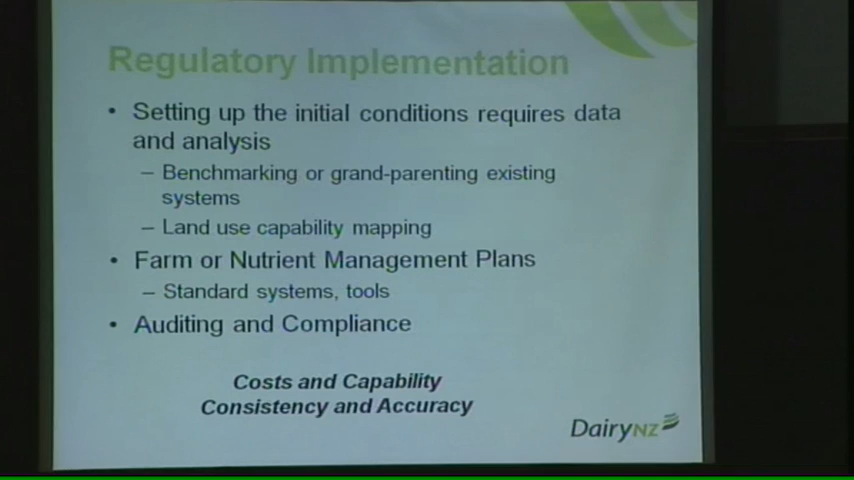 Regulatory Implementation
• Setting up the initial conditions requires data
and analysis
– Benchmarking or grand-parenting existing
systems
– Land use capability mapping
• Farm or Nutrient Management Plans
– Standard systems, tools
• Auditing and Compliance
Costs and Capability
Consistency and Accuracy
DairyNZ